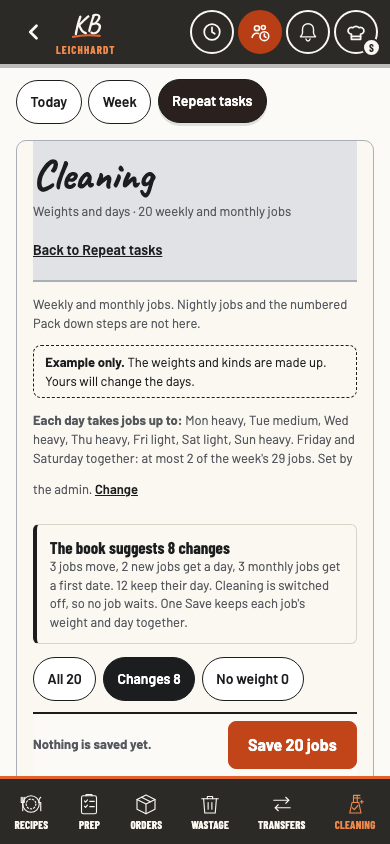 KB
LEICHHARDT
S
Today
Week
Repeat tasks
Cleaning
Weights and days · 20 weekly and monthly jobs
Back to Repeat tasks
Weekly and monthly jobs. Nightly jobs and the numbered
Pack down steps are not here.
Example only. The weights and kinds are made up.
Yours will change the days.
Each day takes jobs up to: Mon heavy, Tue medium, Wed
heavy, Thu heavy, Fri light, Sat light, Sun heavy. Friday and
Saturday together: at most 2 of the week's 29 jobs. Set by
the admin. Change
The book suggests 8 changes
3 jobs move, 2 new jobs get a day, 3 monthly jobs get
a first date. 12 keep their day. Cleaning is switched
off, so no job waits. One Save keeps each job's
weight and day together.
All 20
Changes 8
No weight 0
Nothing is saved yet.
Save 20 jobs
RECIPES
PREP
ORDERS
WASTAGE
TRANSFERS
CLEANING